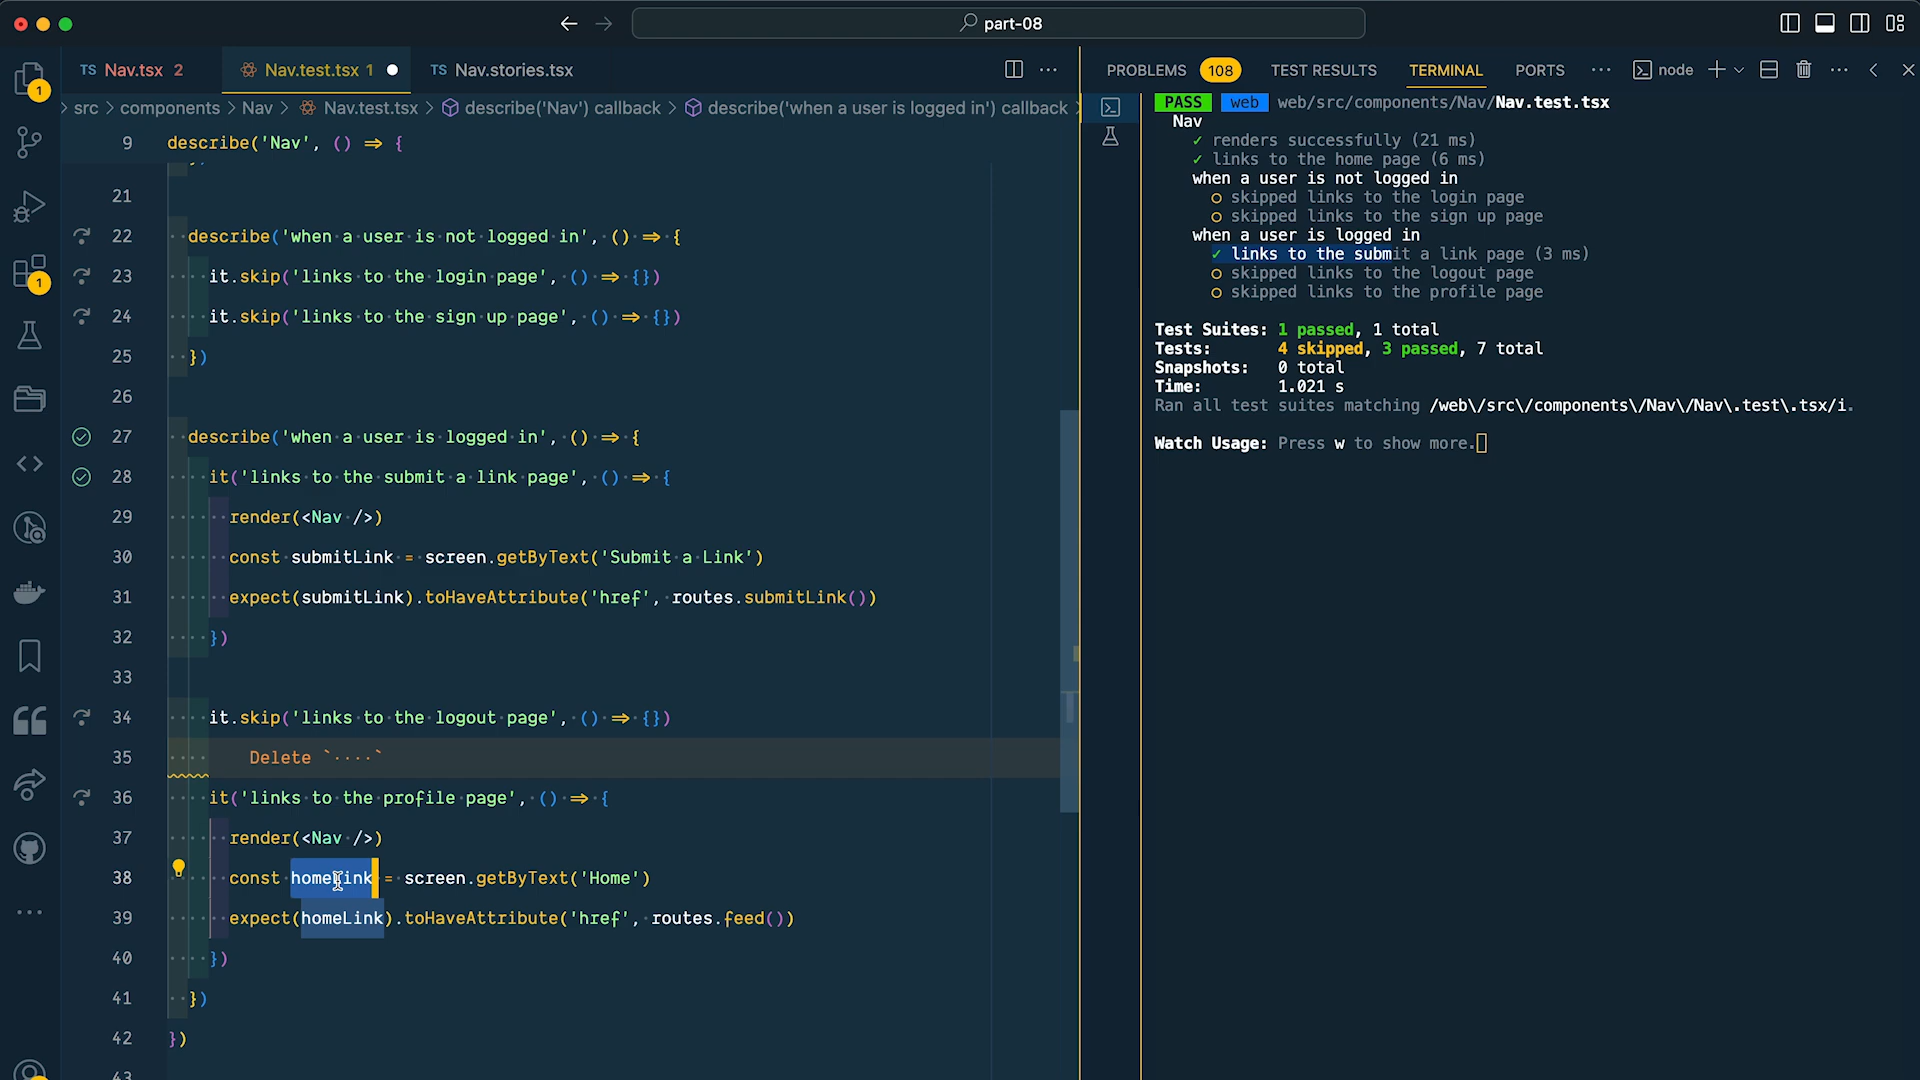 part-08
TS Nav.tsx 2
Nav.test.tsx 1
TS Nav.stories.tsx
src > components > Nav > Nav.test.tsx > describe('Nav') callback > describe('when a user is logged in') callback >
9 describe('Nav', () ⇒ {
21
22 ··describe('when·a·user·is·not·logged·in',·()·⇒·{
23 ····it.skip('links·to·the·login·page',·()·⇒·{})
24 ····it.skip('links·to·the·sign·up·page',·()·⇒·{})
25 ··})
26
27 ··describe('when·a·user·is·logged·in',·()·⇒·{
28 ····it('links·to·the·submit·a·link·page',·()·⇒·{
29 ······render(<Nav·/>)
30 ······const·submitLink·=·screen.getByText('Submit·a·Link')
31 ······expect(submitLink).toHaveAttribute('href',·routes.submitLink())
32 ····})
33
34 ····it.skip('links·to·the·logout·page',·()·⇒·{})
35 ···· Delete `····`
36 ····it('links·to·the·profile·page',·()·⇒·{
37 ······render(<Nav·/>)
38 ······const·homeLink·=·screen.getByText('Home')
39 ······expect(homeLink).toHaveAttribute('href',·routes.feed())
40 ····})
41 ··})
42 })
43
1
1
PROBLEMS 108 TEST RESULTS TERMINAL PORTS ··· node
PASS web web/src/components/Nav/Nav.test.tsx
Nav
✓ renders successfully (21 ms)
✓ links to the home page (6 ms)
when a user is not logged in
○ skipped links to the login page
○ skipped links to the sign up page
when a user is logged in
✓ links to the submit a link page (3 ms)
○ skipped links to the logout page
○ skipped links to the profile page
Test Suites: 1 passed, 1 total
Tests: 4 skipped, 3 passed, 7 total
Snapshots: 0 total
Time: 1.021 s
Ran all test suites matching /web\/src\/components\/Nav\/Nav\.test\.tsx/i.
Watch Usage: Press w to show more.